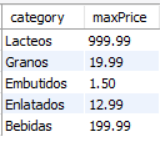 category maxPrice
Lacteos 999.99
Granos 19.99
Embutidos 1.50
Enlatados 12.99
Bebidas 199.99